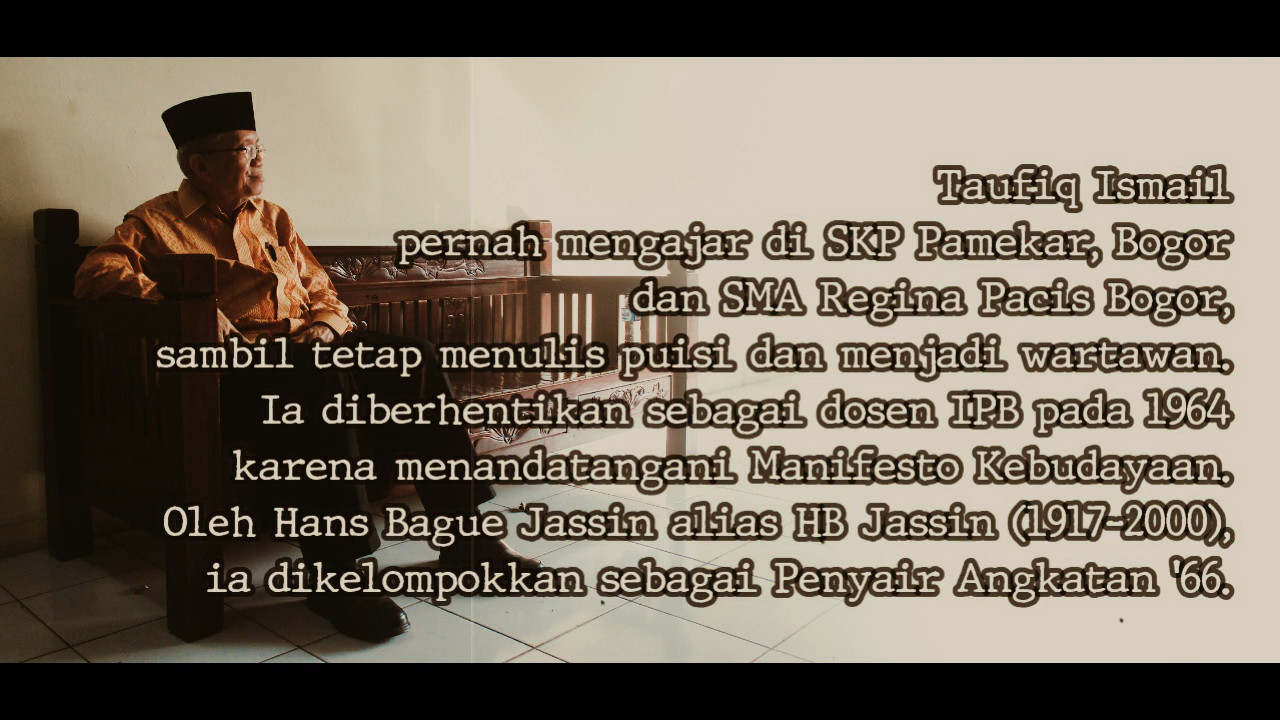 Taufiq Ismail
pernah mengajar di SKP Pamekar, Bogor
dan SMA Regina Pacis Bogor,
sambil tetap menulis puisi dan menjadi wartawan.
Ia diberhentikan sebagai dosen IPB pada 1964
karena menandatangani Manifesto Kebudayaan.
Oleh Hans Bague Jassin alias HB Jassin (1917-2000),
ia dikelompokkan sebagai Penyair Angkatan '66.